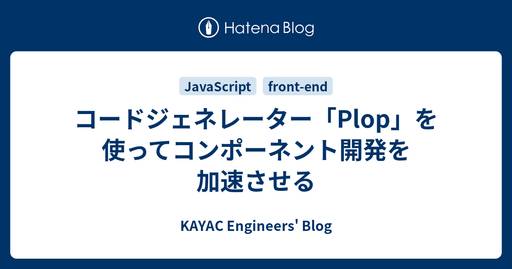 Hatena Blog
JavaScript front-end
コードジェネレーター「Plop」を
使ってコンポーネント開発を
加速させる
KAYAC Engineers' Blog